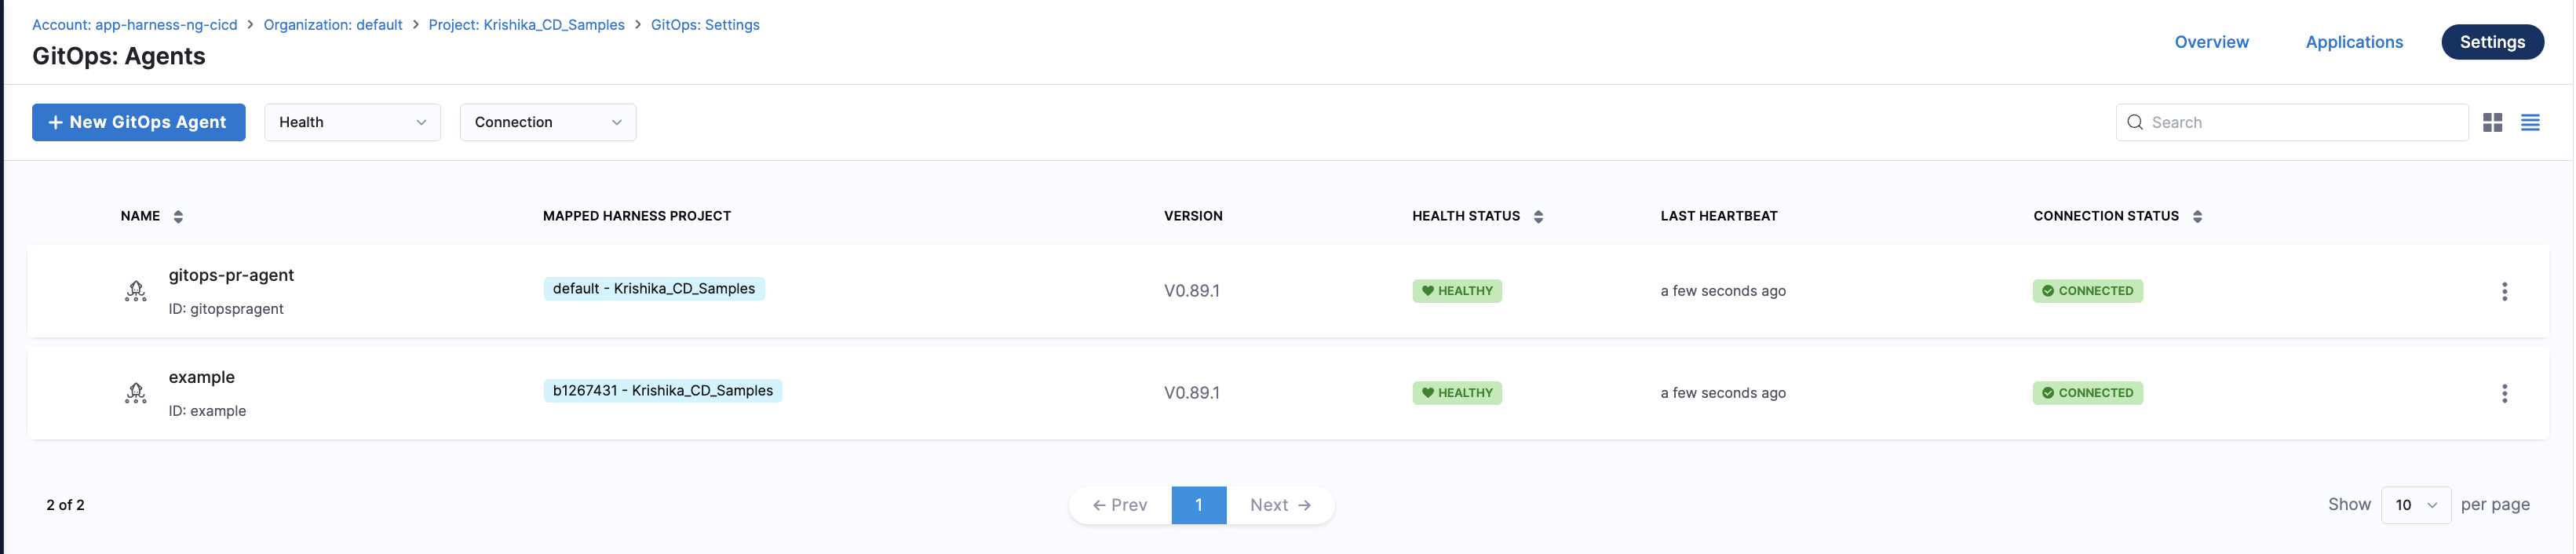 Account: app-harness-ng-cicd > Organization: default > Project: Krishika_CD_Samples > GitOps: Settings
GitOps: Agents
Overview Applications Settings
+ New GitOps Agent Health Connection Search
NAME MAPPED HARNESS PROJECT VERSION HEALTH STATUS LAST HEARTBEAT CONNECTION STATUS
gitops-pr-agent
default - Krishika_CD_Samples V0.89.1 HEALTHY a few seconds ago CONNECTED
ID: gitopspragent
example
b1267431 - Krishika_CD_Samples V0.89.1 HEALTHY a few seconds ago CONNECTED
ID: example
2 of 2 ← Prev 1 Next → Show 10 per page